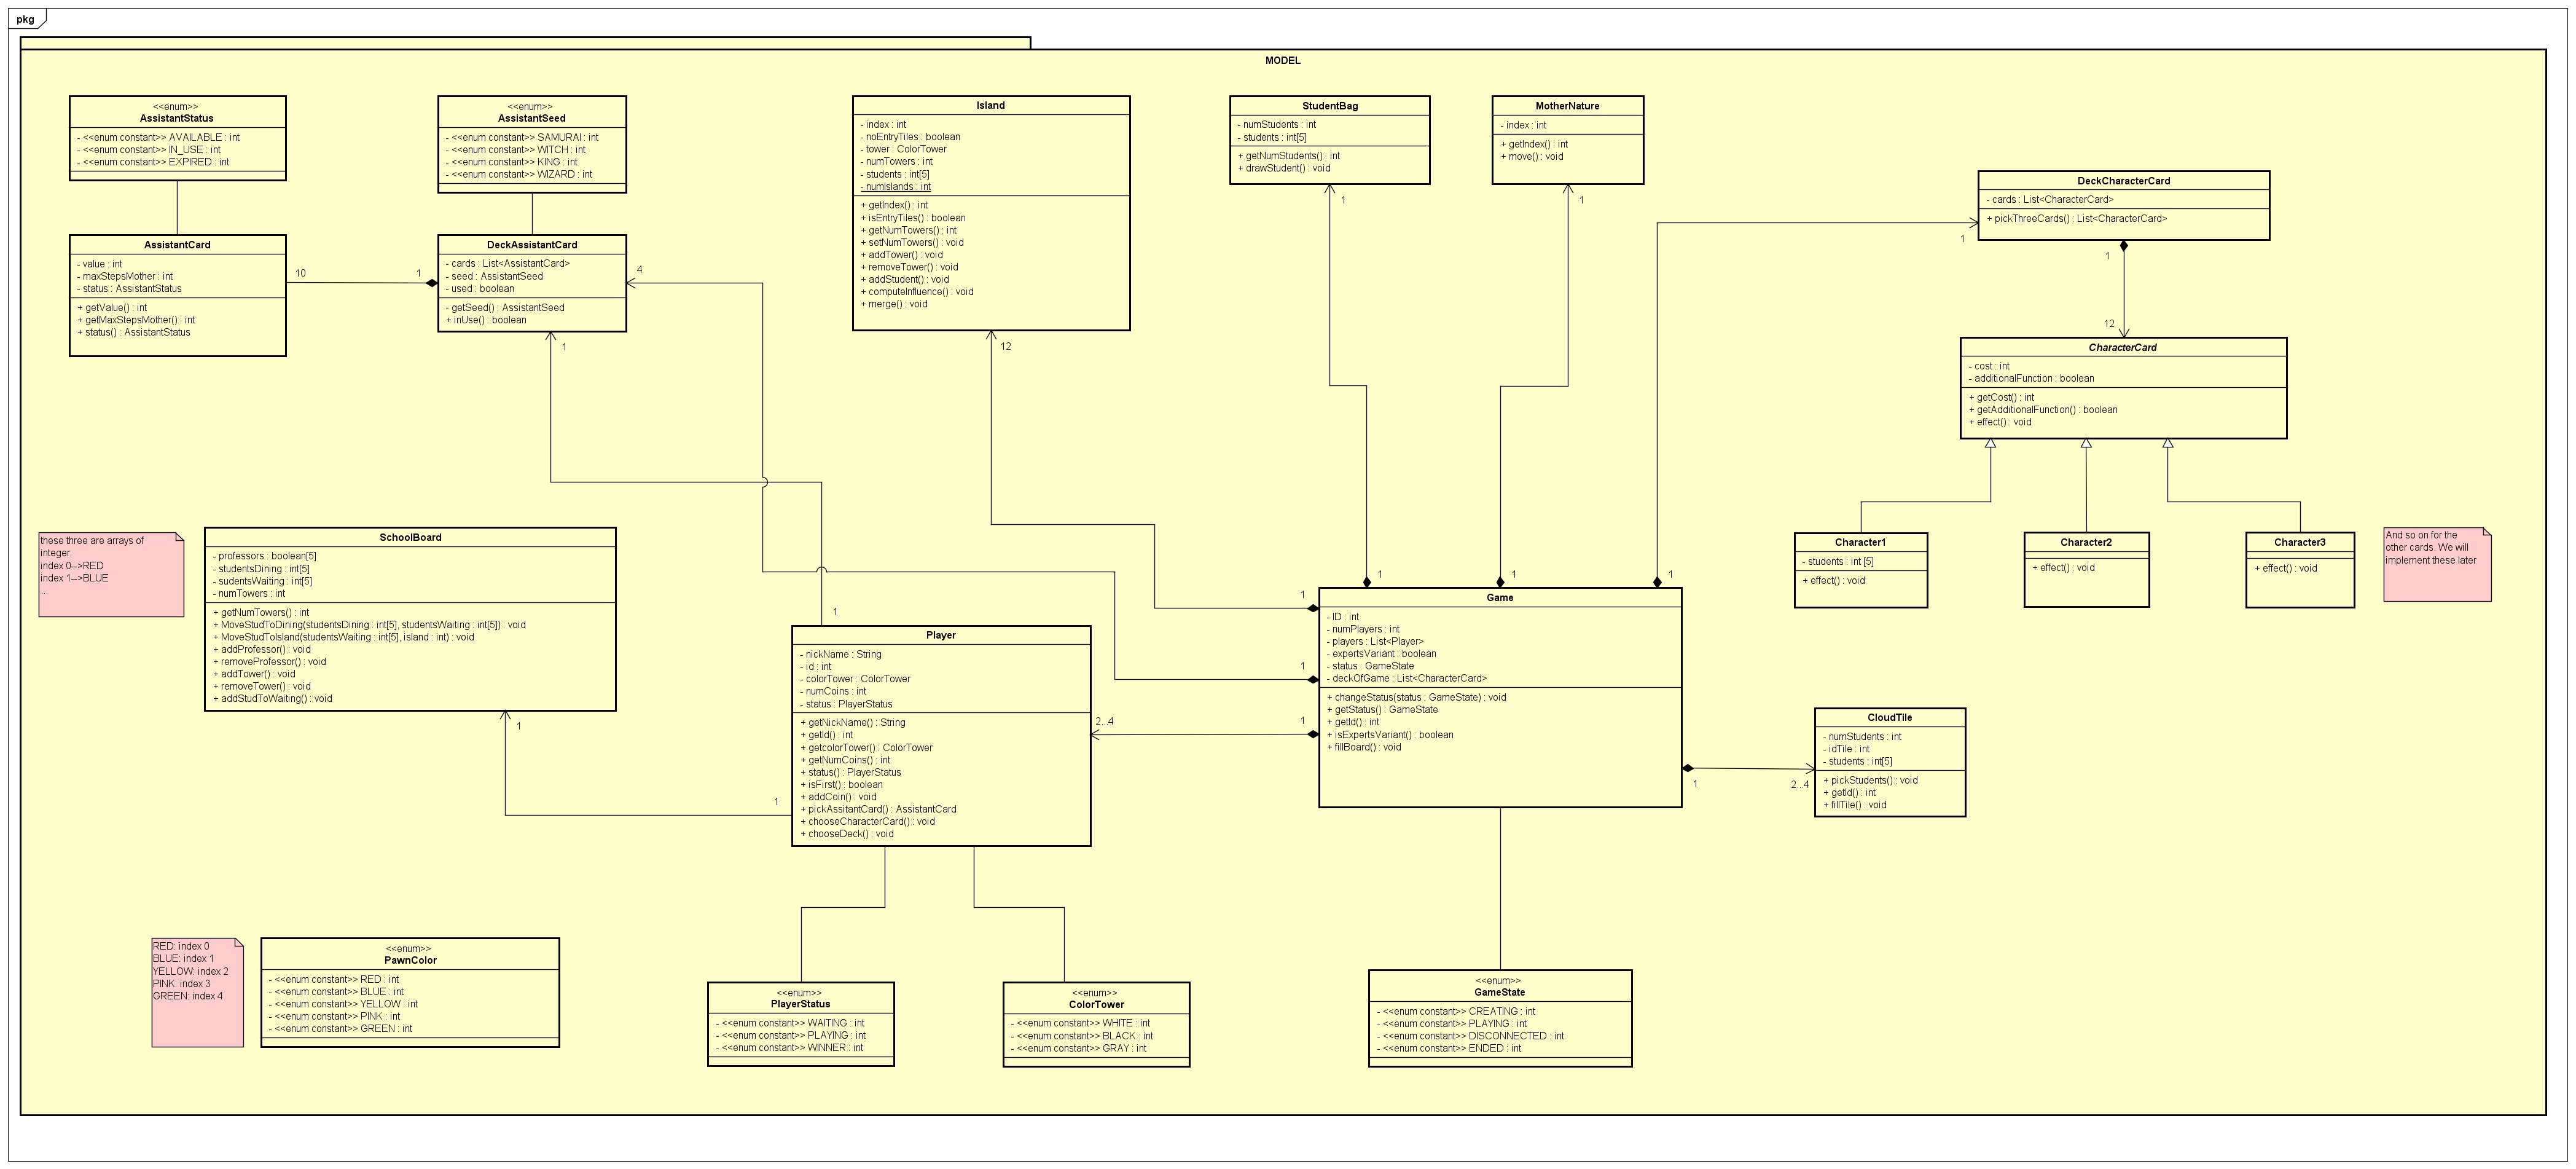 pkg
MODEL
<<enum>>
AssistantStatus
- <<enum constant>> AVAILABLE : int
- <<enum constant>> IN_USE : int
- <<enum constant>> EXPIRED : int
<<enum>>
AssistantSeed
- <<enum constant>> SAMURAI : int
- <<enum constant>> WITCH : int
- <<enum constant>> KING : int
- <<enum constant>> WIZARD : int
Island
- index : int
- noEntryTiles : boolean
- tower : ColorTower
- numTowers : int
- students : int[5]
- numIslands : int
+ getIndex() : int
+ isEntryTiles() : boolean
+ getNumTowers() : int
+ setNumTowers() : void
+ addTower() : void
+ removeTower() : void
+ addStudent() : void
+ computeInfluence() : void
+ merge() : void
12
StudentBag
- numStudents : int
- students : int[5]
+ getNumStudents() : int
+ drawStudent() : void
1
MotherNature
- index : int
+ getIndex() : int
+ move() : void
1
DeckCharacterCard
- cards : List<CharacterCard>
+ pickThreeCards() : List<CharacterCard>
1
1
12
AssistantCard
- value : int
- maxStepsMother : int
- status : AssistantStatus
+ getValue() : int
+ getMaxStepsMother() : int
+ status() : AssistantStatus
10
1
DeckAssistantCard
- cards : List<AssistantCard>
- seed : AssistantSeed
- used : boolean
- getSeed() : AssistantSeed
+ inUse() : boolean
4
1
CharacterCard
- cost : int
- additionalFunction : boolean
+ getCost() : int
+ getAdditionalFunction() : boolean
+ effect() : void
these three are arrays of
integer:
index 0-->RED
index 1-->BLUE
...
SchoolBoard
- professors : boolean[5]
- studentsDining : int[5]
- sudentsWaiting : int[5]
- numTowers : int
+ getNumTowers() : int
+ MoveStudToDining(studentsDining : int[5], studentsWaiting : int[5]) : void
+ MoveStudToIsland(studentsWaiting : int[5], island : int) : void
+ addProfessor() : void
+ removeProfessor() : void
+ addTower() : void
+ removeTower() : void
+ addStudToWaiting() : void
1
1
Character1
- students : int [5]
+ effect() : void
Character2
+ effect() : void
Character3
+ effect() : void
And so on for the
other cards. We will
implement these later
1
Player
- nickName : String
- id : int
- colorTower : ColorTower
- numCoins : int
- status : PlayerStatus
+ getNickName() : String
+ getId() : int
+ getcolorTower() : ColorTower
+ getNumCoins() : int
+ status() : PlayerStatus
+ isFirst() : boolean
+ addCoin() : void
+ pickAssitantCard() : AssistantCard
+ chooseCharacterCard() : void
+ chooseDeck() : void
2...4
1
1
1
1
1
1
Game
- ID : int
- numPlayers : int
- players : List<Player>
- expertsVariant : boolean
- status : GameState
- deckOfGame : List<CharacterCard>
+ changeStatus(status : GameState) : void
+ getStatus() : GameState
+ getId() : int
+ isExpertsVariant() : boolean
+ fillBoard() : void
1
2...4
CloudTile
- numStudents : int
- idTile : int
- students : int[5]
+ pickStudents() : void
+ getId() : int
+ fillTile() : void
RED: index 0
BLUE: index 1
YELLOW: index 2
PINK: index 3
GREEN: index 4
<<enum>>
PawnColor
- <<enum constant>> RED : int
- <<enum constant>> BLUE : int
- <<enum constant>> YELLOW : int
- <<enum constant>> PINK : int
- <<enum constant>> GREEN : int
<<enum>>
PlayerStatus
- <<enum constant>> WAITING : int
- <<enum constant>> PLAYING : int
- <<enum constant>> WINNER : int
<<enum>>
ColorTower
- <<enum constant>> WHITE : int
- <<enum constant>> BLACK : int
- <<enum constant>> GRAY : int
<<enum>>
GameState
- <<enum constant>> CREATING : int
- <<enum constant>> PLAYING : int
- <<enum constant>> DISCONNECTED : int
- <<enum constant>> ENDED : int